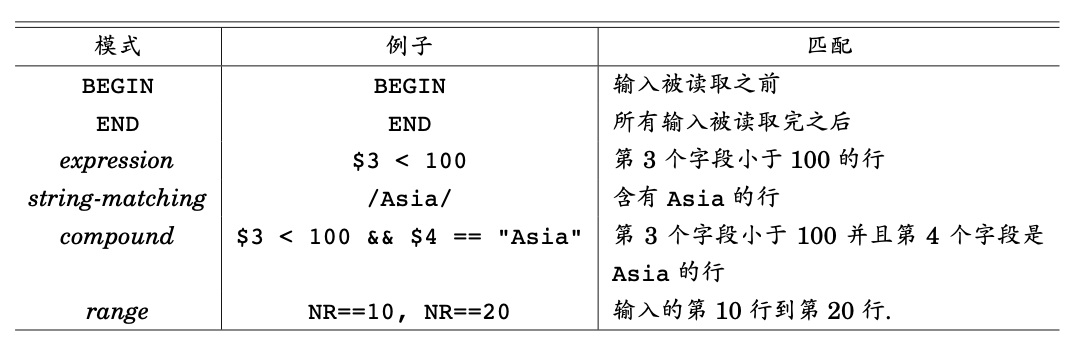 模式 例子 匹配
BEGIN BEGIN 输入被读取之前
END END 所有输入被读取完之后
expression $3 < 100 第 3 个字段小于 100 的行
string-matching /Asia/ 含有 Asia 的行
compound $3 < 100 && $4 == "Asia" 第 3 个字段小于 100 并且第 4 个字段是
Asia 的行
range NR==10, NR==20 输入的第 10 行到第 20 行.